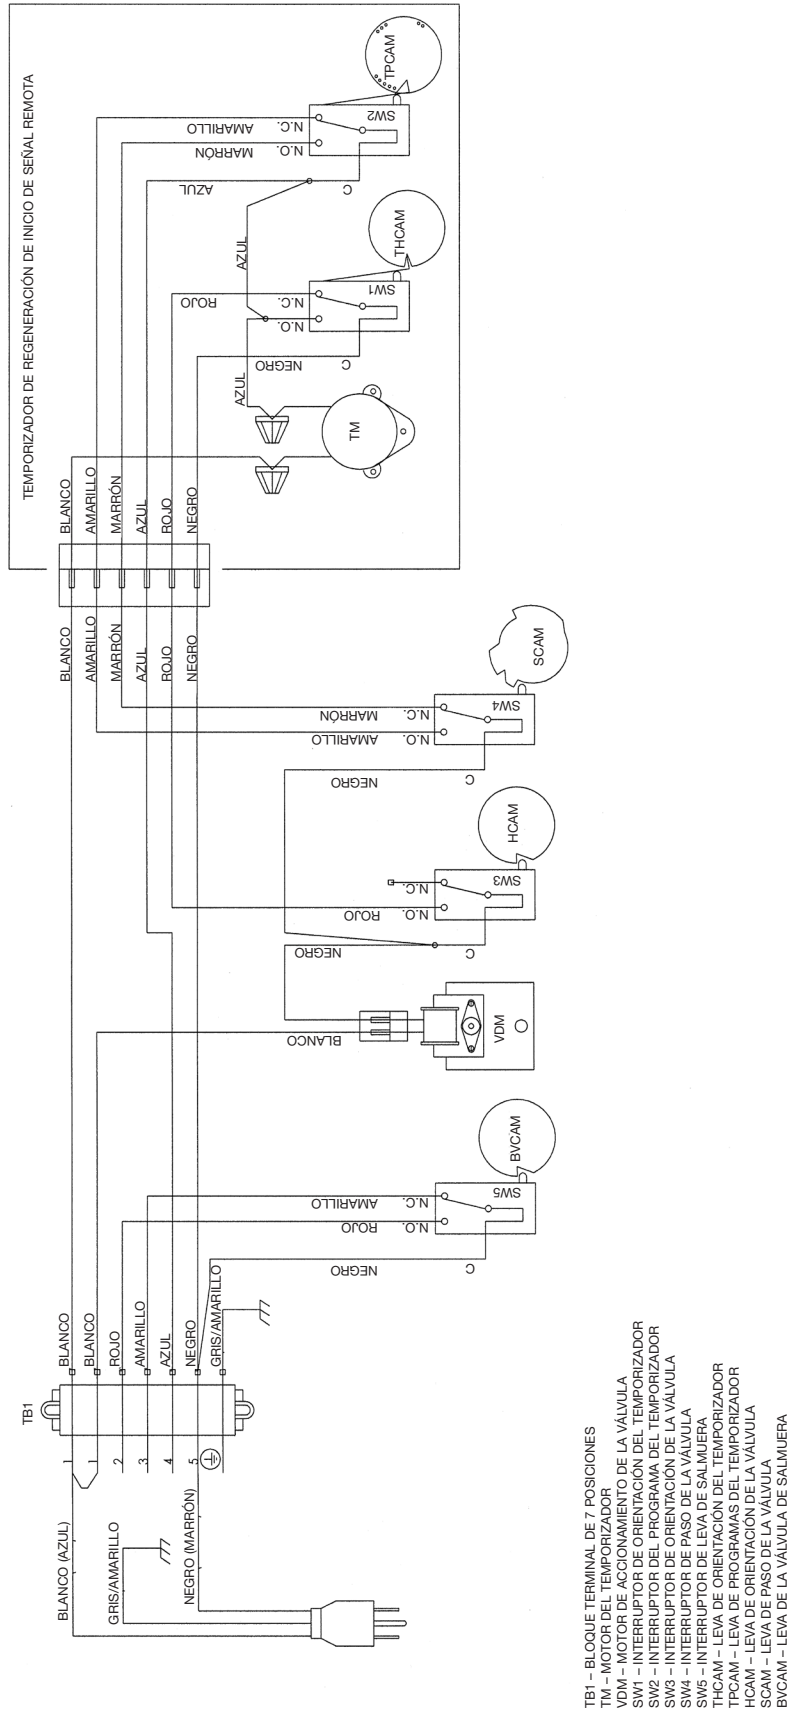 TEMPORIZADOR DE REGENERACIÓN DE INICIO DE SEÑAL REMOTA
TPCAM
SW2
N.C.
N.O.
C
AMARILLO
MARRÓN
AZUL
AZUL
THCAM
SW1
N.C.
N.O.
C
ROJO
NEGRO
AZUL
TM
BLANCO
AMARILLO
MARRÓN
AZUL
ROJO
NEGRO
BLANCO
AMARILLO
MARRÓN
AZUL
ROJO
NEGRO
SCAM
SW4
N.C.
N.O.
C
MARRÓN
AMARILLO
NEGRO
HCAM
SW3
N.C.
N.O.
C
ROJO
NEGRO
VDM
BLANCO
BVCAM
SW5
N.C.
N.O.
C
AMARILLO
ROJO
NEGRO
TB1
BLANCO
BLANCO
ROJO
AMARILLO
AZUL
NEGRO
GRIS/AMARILLO
1
1
2
3
4
5
BLANCO (AZUL)
GRIS/AMARILLO
NEGRO (MARRÓN)
TB1 – BLOQUE TERMINAL DE 7 POSICIONES
TM – MOTOR DEL TEMPORIZADOR
VDM – MOTOR DE ACCIONAMIENTO DE LA VÁLVULA
SW1 – INTERRUPTOR DE ORIENTACIÓN DEL TEMPORIZADOR
SW2 – INTERRUPTOR DEL PROGRAMA DEL TEMPORIZADOR
SW3 – INTERRUPTOR DE ORIENTACIÓN DE LA VÁLVULA
SW4 – INTERRUPTOR DE PASO DE LA VÁLVULA
SW5 – INTERRUPTOR DE LEVA DE SALMUERA
THCAM – LEVA DE ORIENTACIÓN DEL TEMPORIZADOR
TPCAM – LEVA DE PROGRAMAS DEL TEMPORIZADOR
HCAM – LEVA DE ORIENTACIÓN DE LA VÁLVULA
SCAM – LEVA DE PASO DE LA VÁLVULA
BVCAM – LEVA DE LA VÁLVULA DE SALMUERA